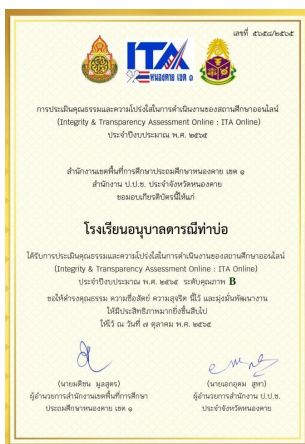 เลขที่ ๕๖๕๘/๒๕๖๕
ITA
หนองคาย เขต ๑
การประเมินคุณธรรมและความโปร่งใสในการดำเนินงานของสถานศึกษาออนไลน์
(Integrity & Transparency Assessment Online : ITA Online)
ประจำปีงบประมาณ พ.ศ. ๒๕๖๕
สำนักงานเขตพื้นที่การศึกษาประถมศึกษาหนองคาย เขต ๑
สำนักงาน ป.ป.ช. ประจำจังหวัดหนองคาย
ขอมอบเกียรติบัตรนี้ให้แก่
โรงเรียนอนุบาลดารณีท่าบ่อ
ได้รับการประเมินคุณธรรมและความโปร่งใสในการดำเนินงานของสถานศึกษาออนไลน์
(Integrity & Transparency Assessment Online : ITA Online)
ประจำปีงบประมาณ พ.ศ. ๒๕๖๕ ระดับคุณภาพ B
ขอให้ดำรงคุณธรรม ความซื่อสัตย์ ความสุจริต นี้ไว้ และมุ่งมั่นพัฒนางาน
ให้มีประสิทธิภาพมากยิ่งขึ้นสืบไป
ให้ไว้ ณ วันที่ ๗ ตุลาคม พ.ศ. ๒๕๖๕
(นายมติชน มูลสูตร)
ผู้อำนวยการสำนักงานเขตพื้นที่การศึกษา
ประถมศึกษาหนองคาย เขต ๑
(นายเอกอุดม สุฑา)
ผู้อำนวยการสำนักงาน ป.ป.ช.
ประจำจังหวัดหนองคาย